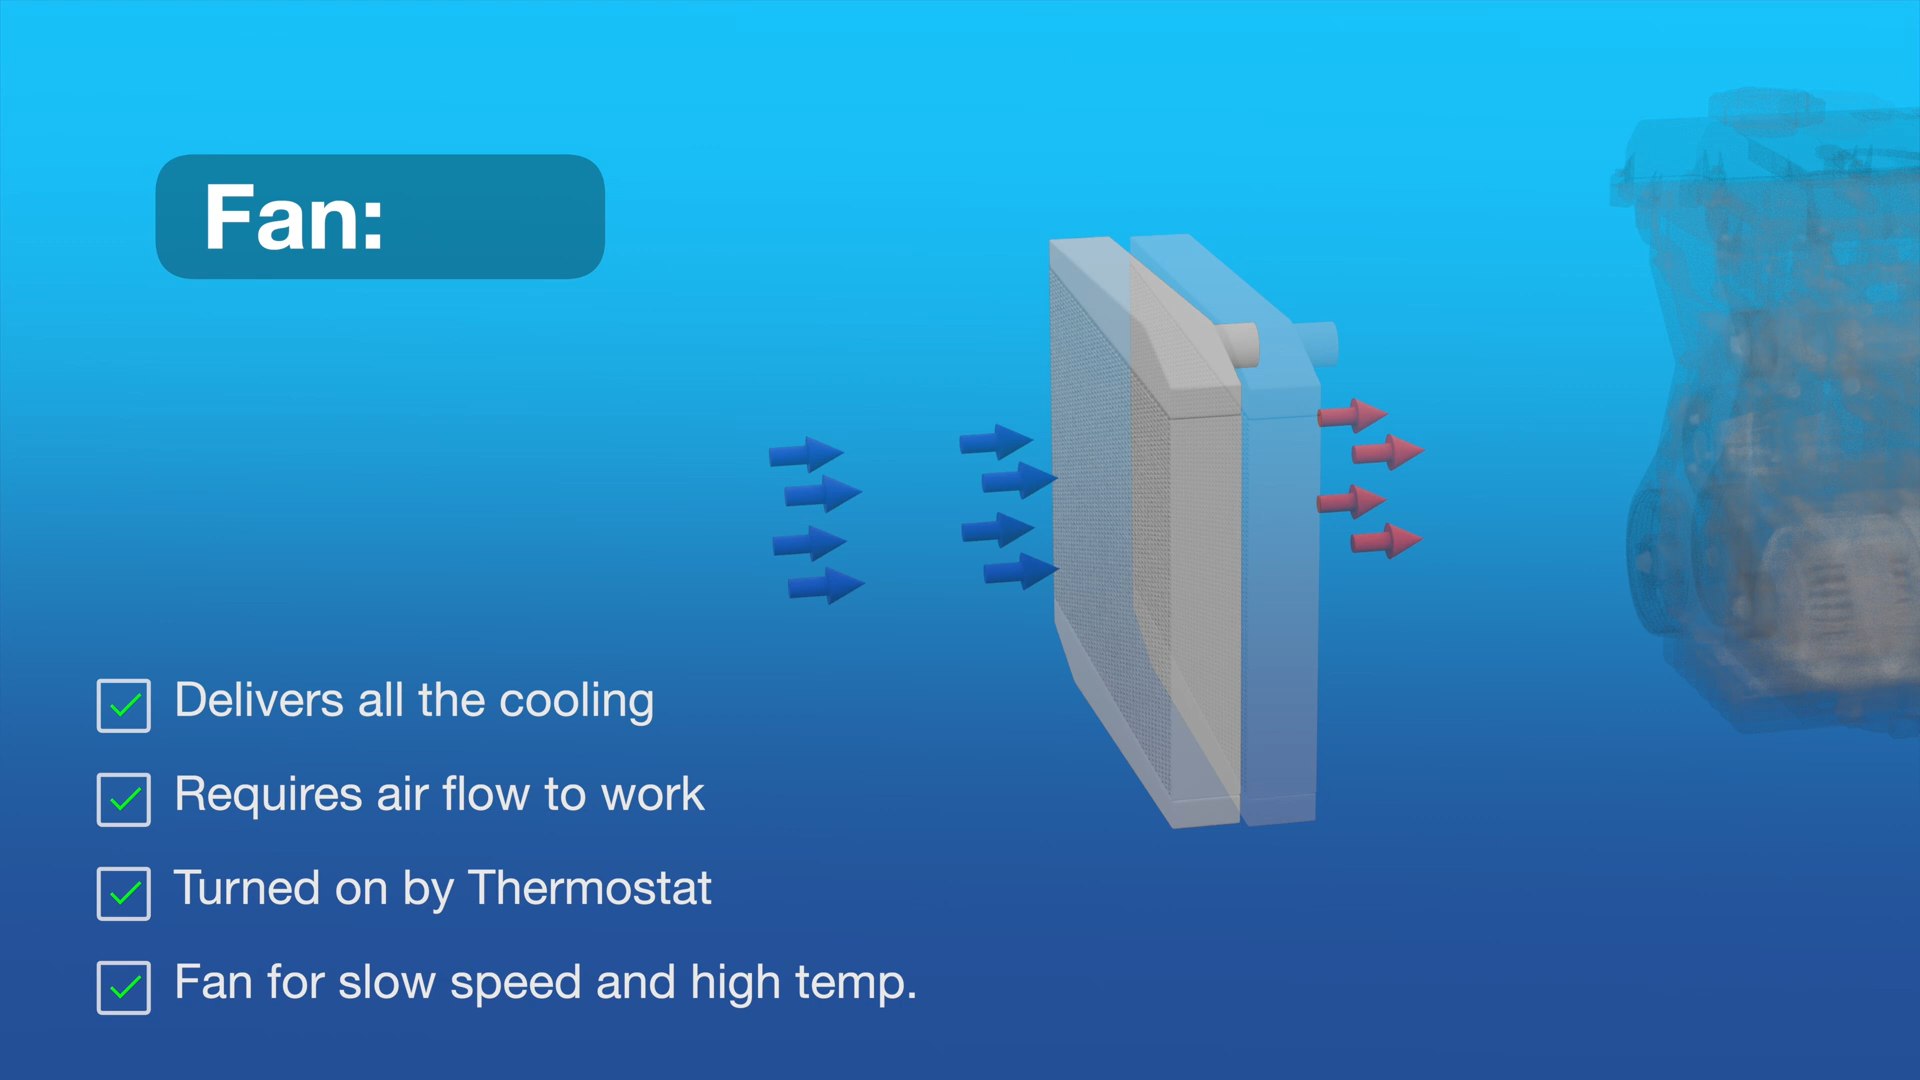 Fan:
Delivers all the cooling
Requires air flow to work
Turned on by Thermostat
Fan for slow speed and high temp.